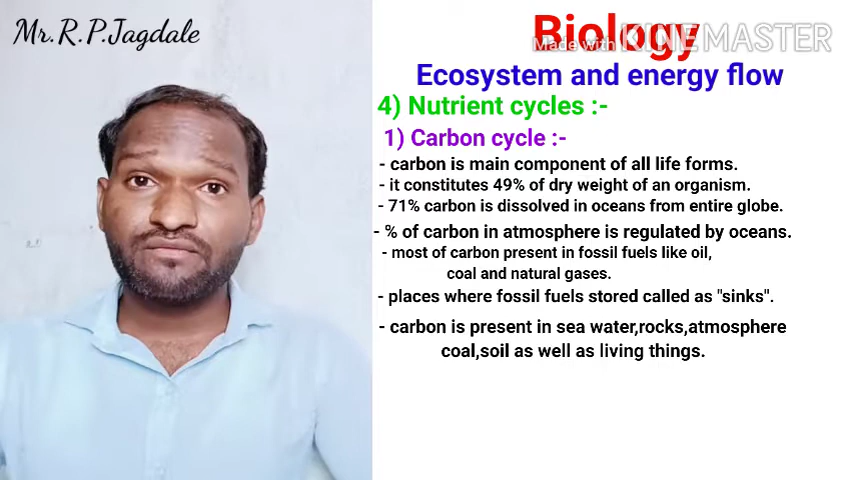 Mr.R.P.Jagdale
Biology
Made with KINEMASTER
Ecosystem and energy flow
4) Nutrient cycles :-
1) Carbon cycle :-
- carbon is main component of all life forms.
- it constitutes 49% of dry weight of an organism.
- 71% carbon is dissolved in oceans from entire globe.
- % of carbon in atmosphere is regulated by oceans.
- most of carbon present in fossil fuels like oil,
coal and natural gases.
- places where fossil fuels stored called as "sinks".
- carbon is present in sea water,rocks,atmosphere
coal,soil as well as living things.